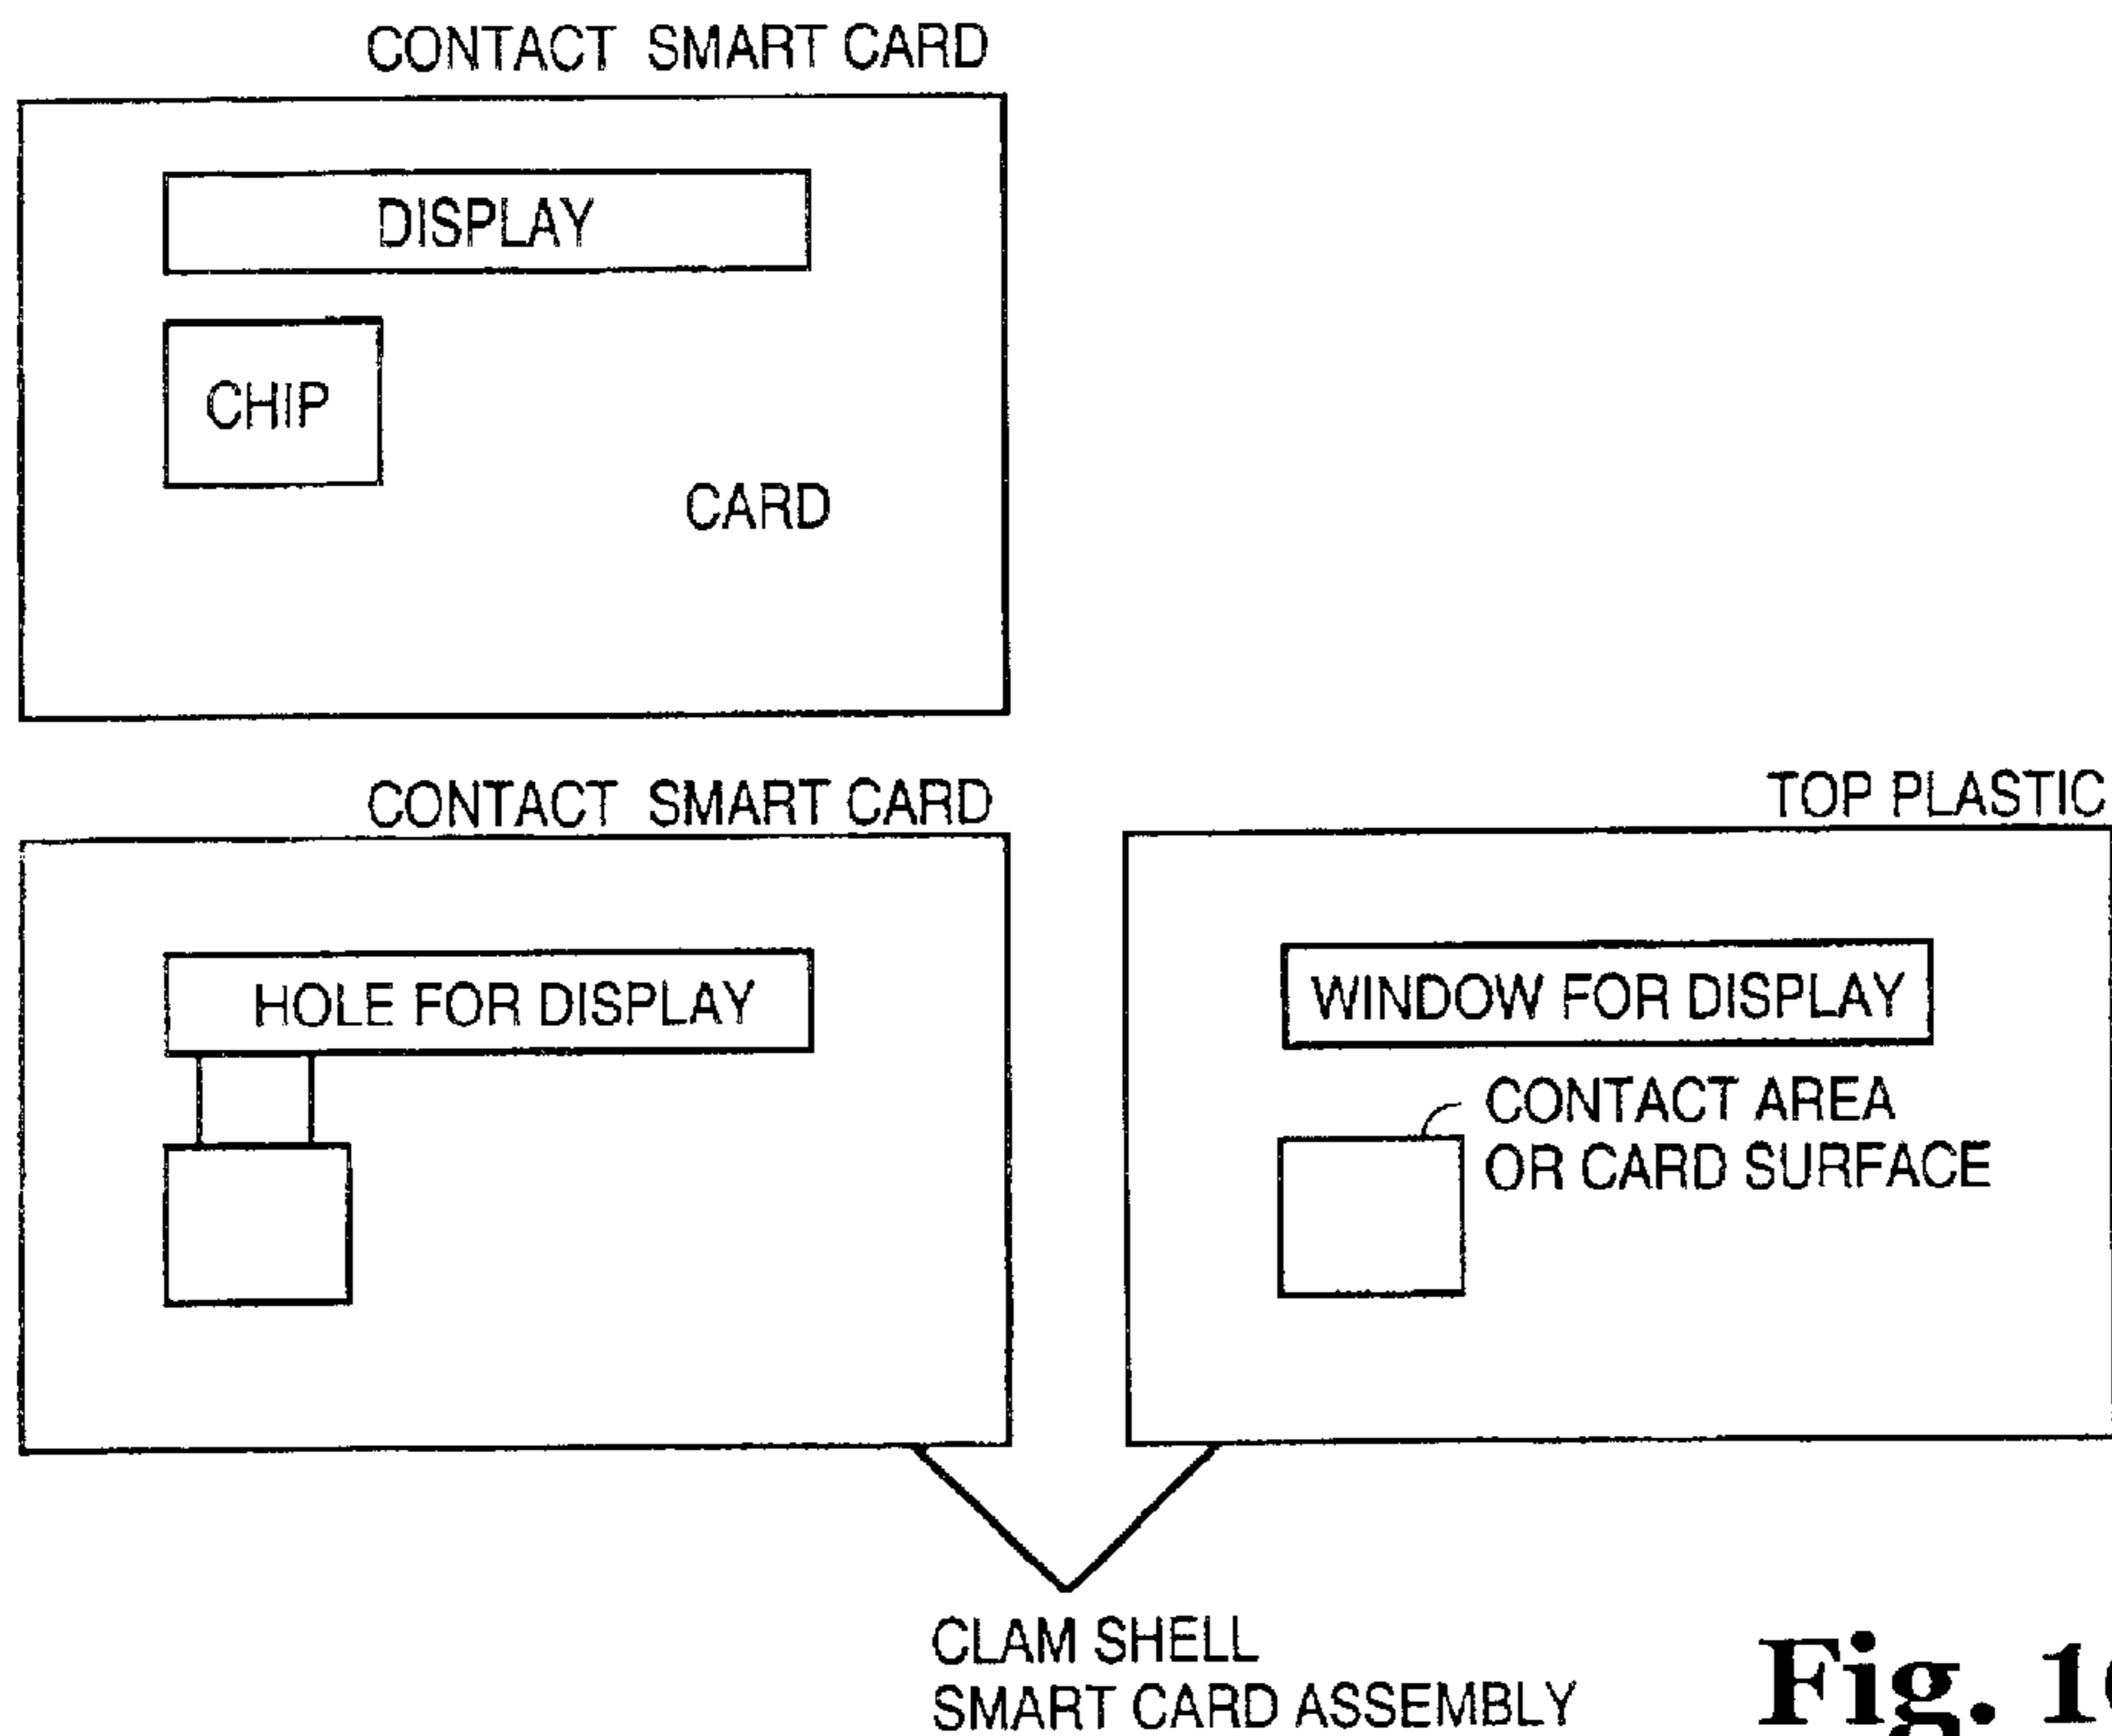 CONTACT SMART CARD
DISPLAY
CHIP
CARD
CONTACT SMART CARD
TOP PLASTIC
HOLE FOR DISPLAY
WINDOW FOR DISPLAY
CONTACT AREA
OR CARD SURFACE
CLAM SHELL
SMART CARD ASSEMBLY
Fig.